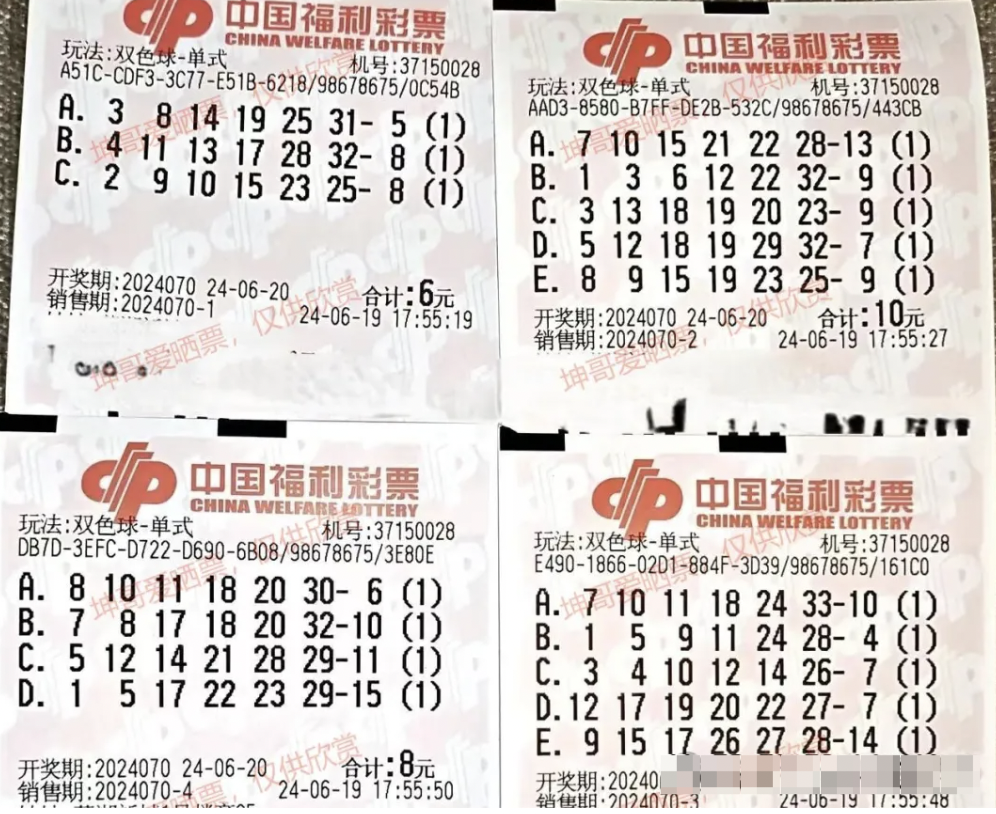 中国福利彩票
CHINA WELFARE LOTTERY
玩法:双色球-单式 机号:37150028
A51C-CDF3-3C77-E51B-6218/98678675/0C54B
A. 3 8 14 19 25 31- 5 (1)
B. 4 11 13 17 28 32- 8 (1)
C. 2 9 10 15 23 25- 8 (1)
开奖期:2024070 24-06-20 合计:6元
销售期:2024070-1 24-06-19 17:55:19
坤哥爱晒票,仅供欣赏
中国福利彩票
CHINA WELFARE LOTTERY
玩法:双色球-单式 机号:37150028
AAD3-8580-B7FF-DE2B-532C/98678675/443CB
A. 7 10 15 21 22 28-13 (1)
B. 1 3 6 12 22 32- 9 (1)
C. 3 13 18 19 20 23- 9 (1)
D. 5 12 18 19 29 32- 7 (1)
E. 8 9 15 19 23 25- 9 (1)
开奖期:2024070 24-06-20 合计:10元
销售期:2024070-2 24-06-19 17:55:27
坤哥爱晒票,仅供欣赏
中国福利彩票
CHINA WELFARE LOTTERY
玩法:双色球-单式 机号:37150028
DB7D-3EFC-D722-D690-6B08/98678675/3E80E
A. 8 10 11 18 20 30- 6 (1)
B. 7 8 17 18 20 32-10 (1)
C. 5 12 14 21 28 29-11 (1)
D. 1 5 17 22 23 29-15 (1)
开奖期:2024070 24-06-20 合计:8元
销售期:2024070-4 24-06-19 17:55:50
中国福利彩票
CHINA WELFARE LOTTERY
玩法:双色球-单式 机号:37150028
E490-1866-02D1-884F-3D39/98678675/161C0
A. 7 10 11 18 24 33-10 (1)
B. 1 5 9 11 24 28- 4 (1)
C. 3 4 10 12 14 26- 7 (1)
D. 12 17 19 20 22 27- 7 (1)
E. 9 15 17 26 27 28-14 (1)
开奖期:202407
销售期:2024070-3 24-06-19 17:55:48